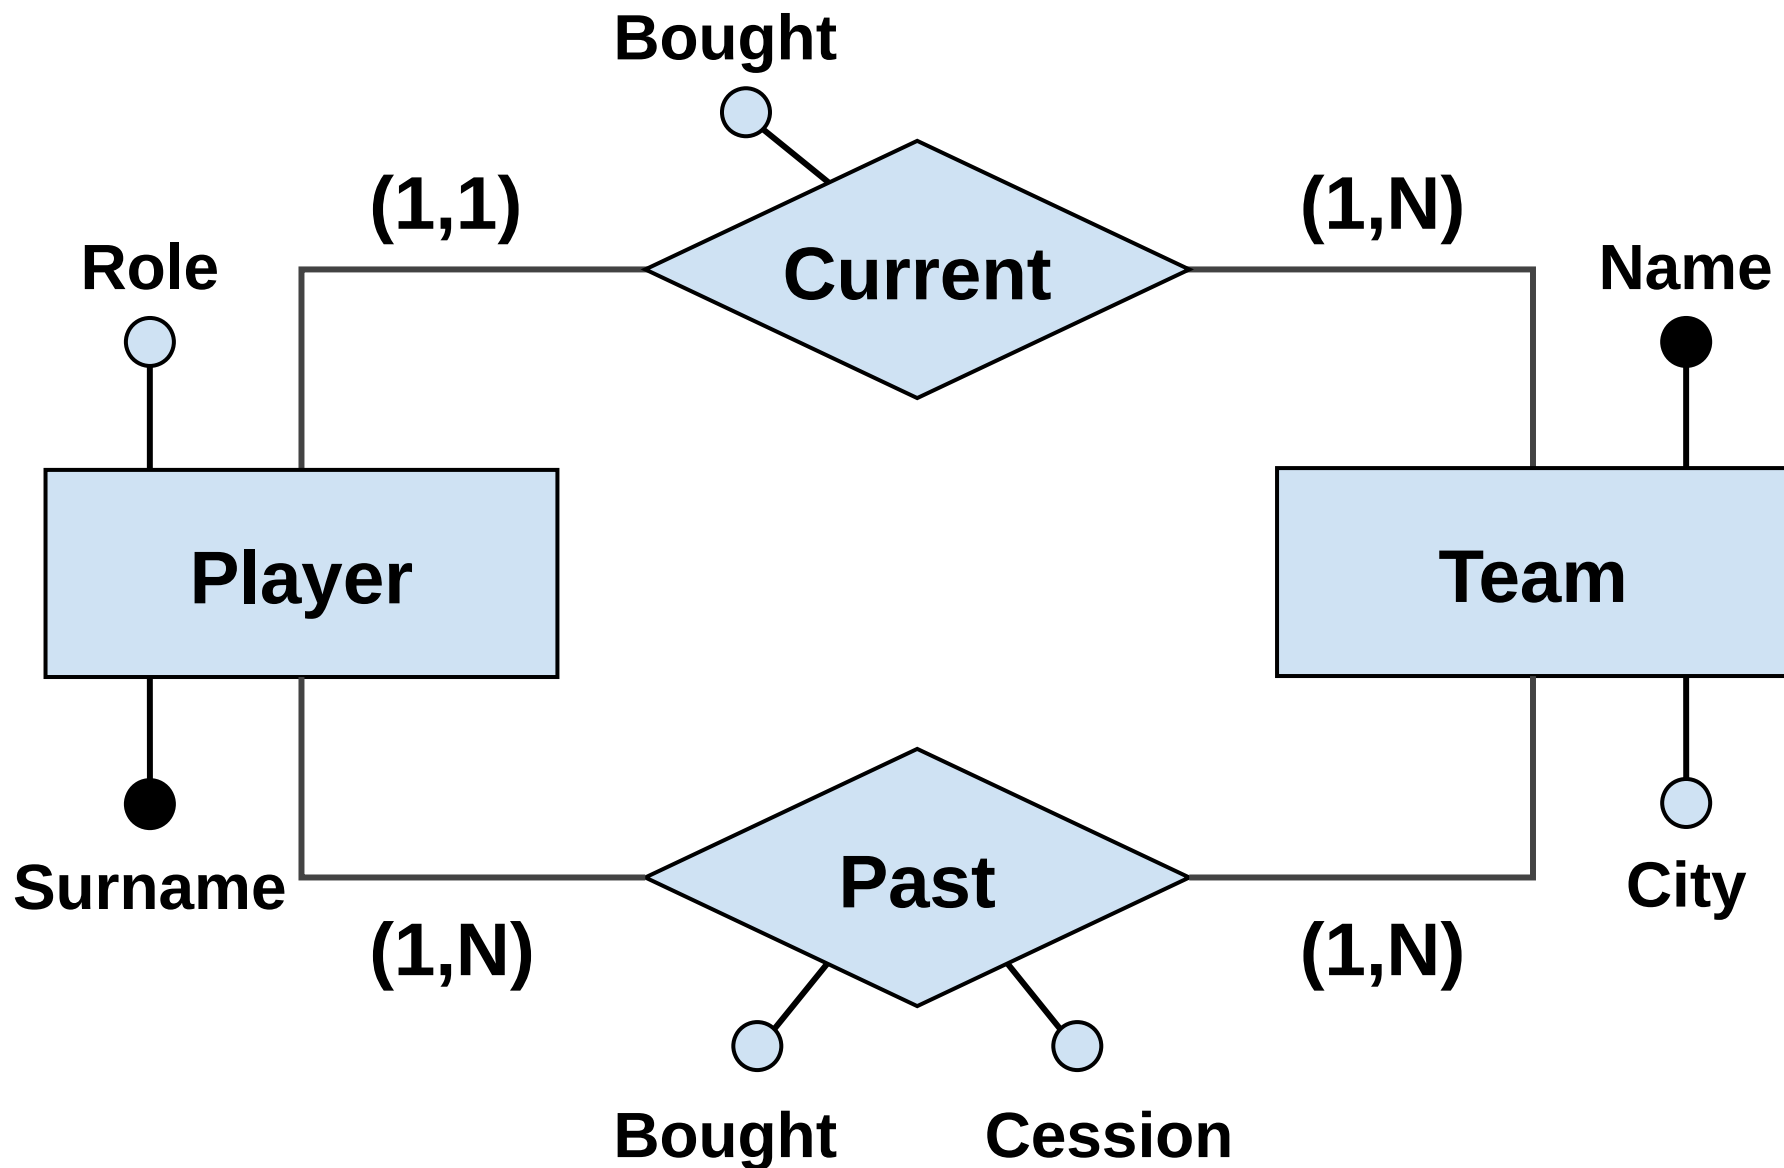 Bought
(1,1)
(1,N)
Role
Current
Name
Player
Team
Surname
Past
City
(1,N)
(1,N)
Bought
Cession